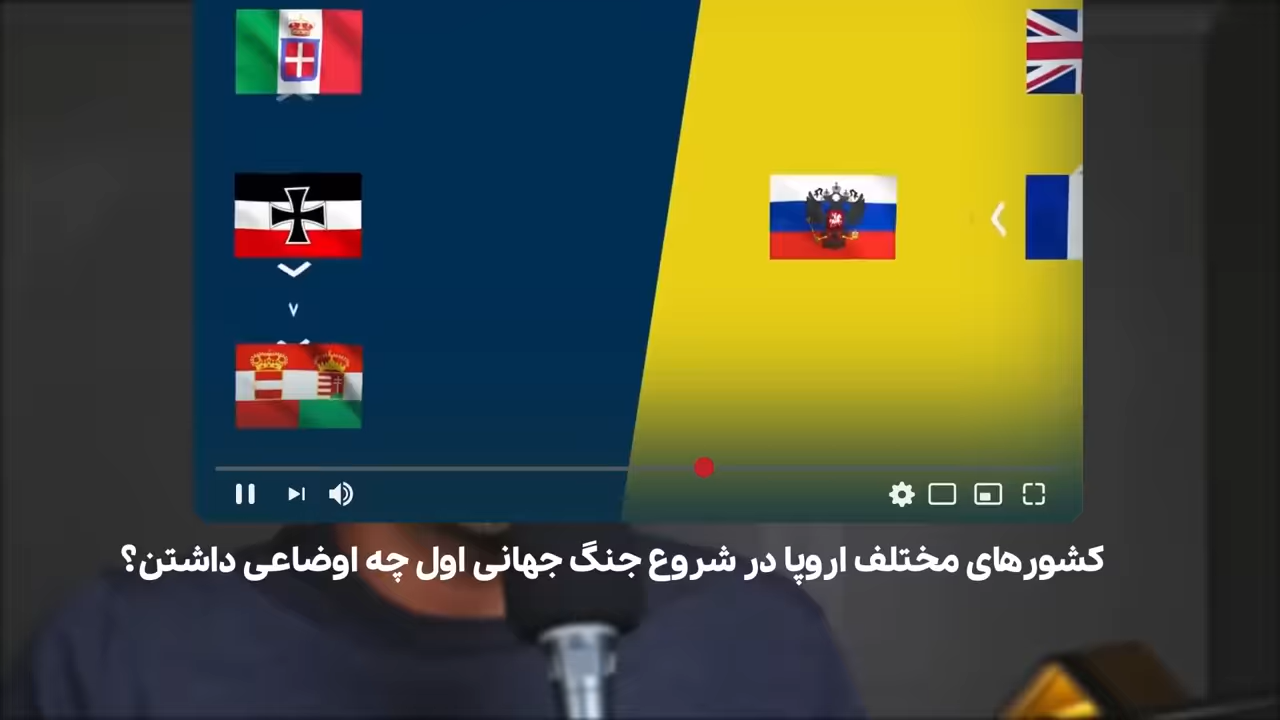 کشورهای مختلف اروپا در شروع جنگ جهانی اول چه اوضاعی داشتن؟